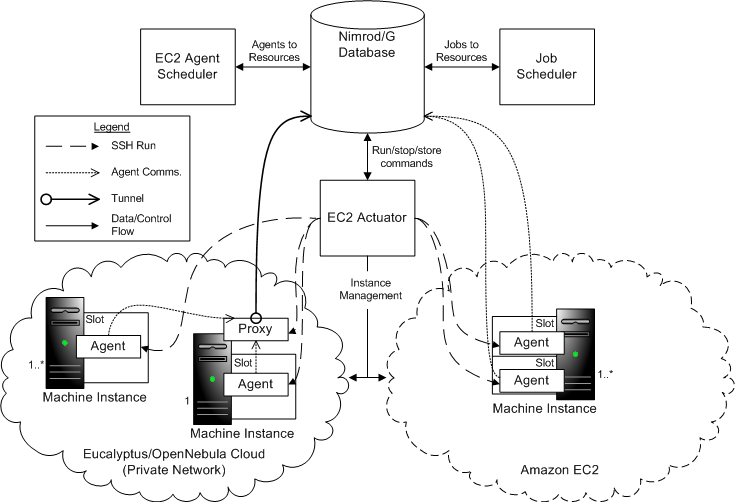 Nimrod/G
Database
EC2 Agent
Scheduler
Agents to
Resources
Jobs to
Resources
Job
Scheduler
Legend
SSH Run
Agent Comms.
Tunnel
Data/Control
Flow
Run/stop/store
commands
EC2 Actuator
Instance
Management
Slot
Agent
1..*
Machine Instance
Proxy
Slot
Agent
1
Machine Instance
Eucalyptus/OpenNebula Cloud
(Private Network)
Slot
Agent
Slot
Agent
1..*
Machine Instance
Amazon EC2